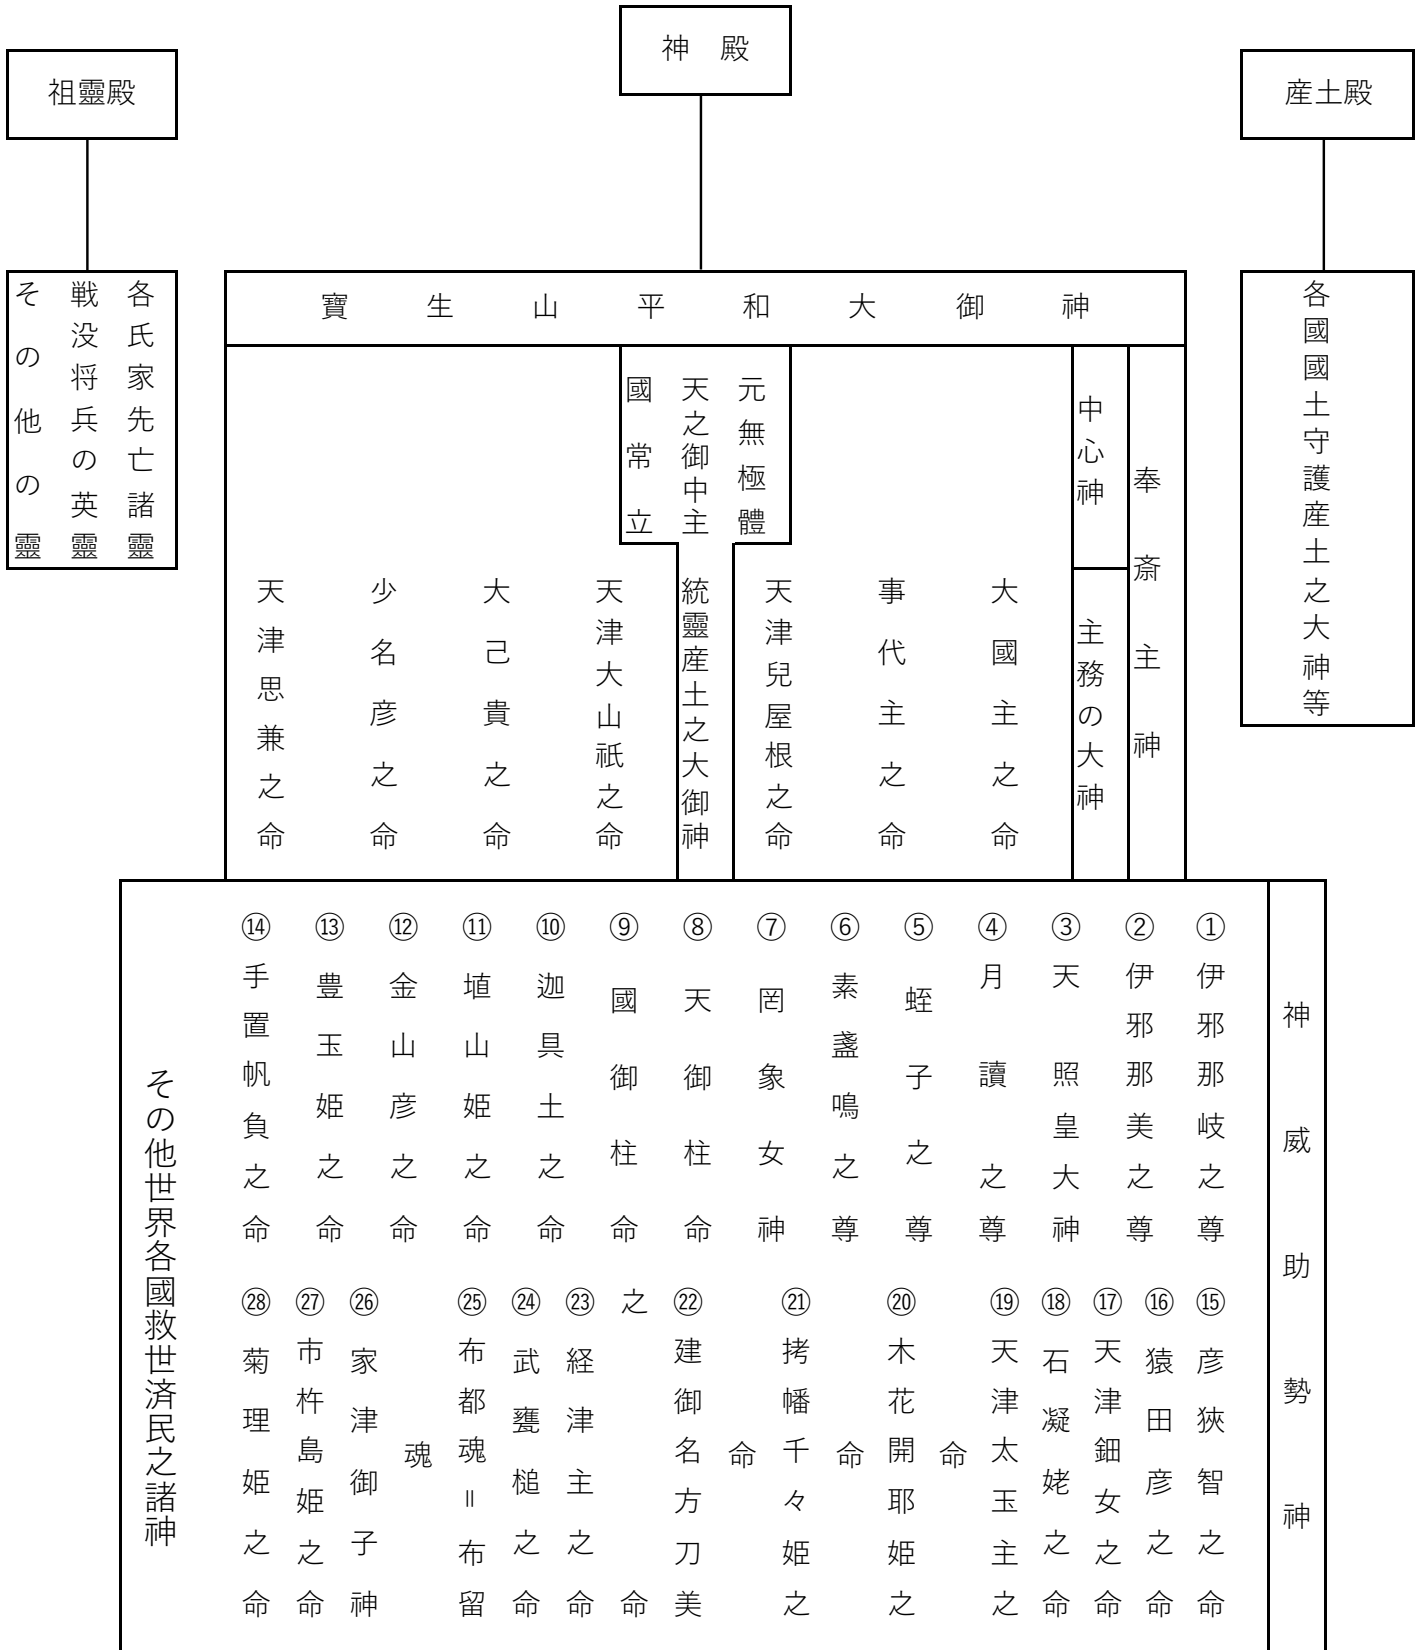 神　殿
産土殿
各國國土守護産土之大神等
祖靈殿
各氏家先亡諸靈
戦没将兵の英靈
その他の靈
神御大和平山生寶
奉斎主神
中心神
主務の大神
元無極體
天之御中主
國常立
統靈産土之大御神
大國主之命
事代主之命
天津兒屋根之命
天津大山祇之命
大己貴之命
少名彦之命
天津思兼之命
神威助勢神
①伊邪那岐之尊
②伊邪那美之尊
③天照皇大神
④月讀之尊
⑤蛭子之尊
⑥素盞鳴之尊
⑦罔象女神
⑧天御柱命
⑨國御柱命
⑩迦具土之命
⑪埴山姫之命
⑫金山彦之命
⑬豊玉姫之命
⑭手置帆負之命
⑮彦狹智之命
⑯猿田彦之命
⑰天津鈿女之命
⑱石凝姥之命
⑲天津太玉主之
命
⑳木花開耶姫之
命
㉑拷幡千々姫之
命
㉒建御名方刀美
之命
㉓経津主之命
㉔武甕槌之命
㉕布都魂＝布留
魂
㉖家津御子神
㉗市杵島姫之命
㉘菊理姫之命
その他世界各國救世済民之諸神